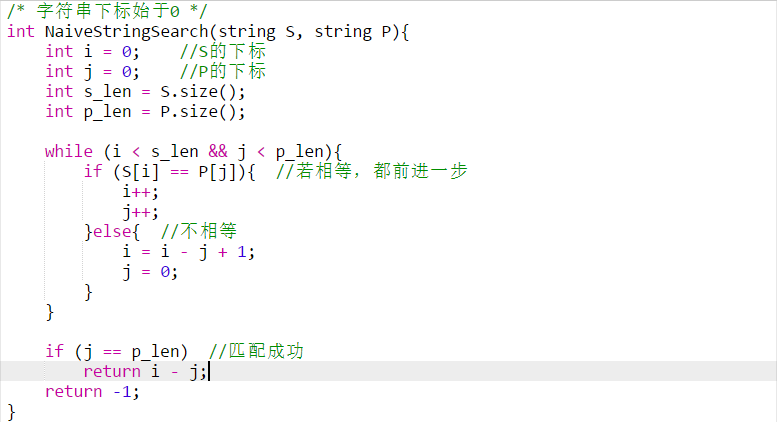 /* 字符串下标始于0 */
int NaiveStringSearch(string S, string P){
    int i = 0;    //S的下标
    int j = 0;    //P的下标
    int s_len = S.size();
    int p_len = P.size();

    while (i < s_len && j < p_len){
        if (S[i] == P[j]){  //若相等，都前进一步
            i++;
            j++;
        }else{  //不相等
            i = i - j + 1;
            j = 0;
        }
    }

    if (j == p_len)  //匹配成功
        return i - j;
    return -1;
}